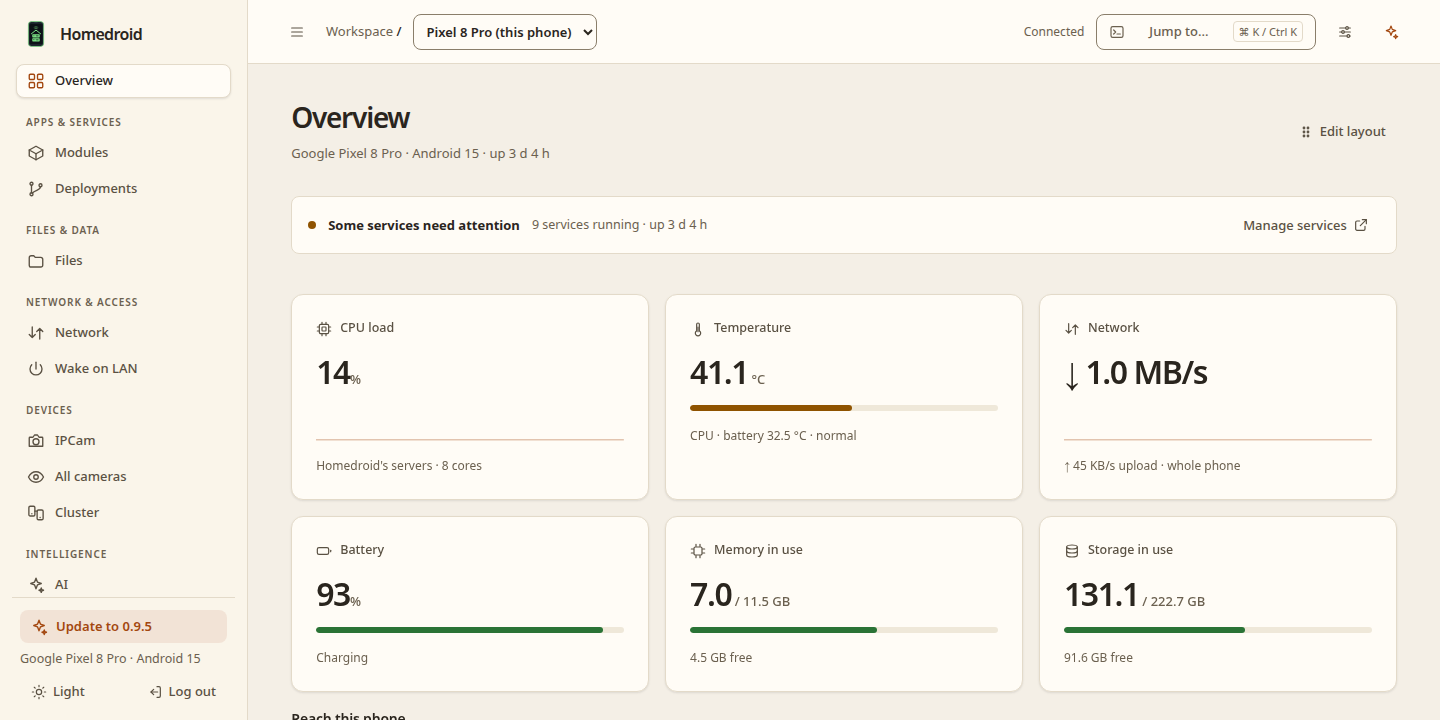 Homedroid
Overview
APPS & SERVICES
Modules
Deployments
FILES & DATA
Files
NETWORK & ACCESS
Network
Wake on LAN
DEVICES
IPCam
All cameras
Cluster
INTELLIGENCE
AI
Update to 0.9.5
Google Pixel 8 Pro · Android 15
Light
Log out
Workspace /
Pixel 8 Pro (this phone)
Connected
Jump to...
⌘ K / Ctrl K
Overview
Google Pixel 8 Pro · Android 15 · up 3 d 4 h
Edit layout
Some services need attention 9 services running · up 3 d 4 h
Manage services
CPU load
14%
Homedroid's servers · 8 cores
Temperature
41.1 °C
CPU · battery 32.5 °C · normal
Network
↓ 1.0 MB/s
↑ 45 KB/s upload · whole phone
Battery
93%
Charging
Memory in use
7.0 / 11.5 GB
4.5 GB free
Storage in use
131.1 / 222.7 GB
91.6 GB free
Reach this phone